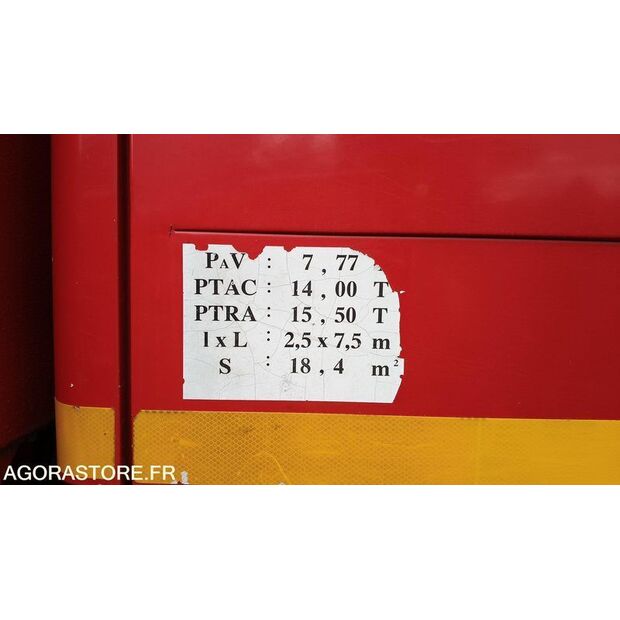 PAV : 7,77
PTAC : 14,00 T
PTRA : 15,50 T
l x L : 2,5 x 7,5 m
S : 18,4 m²
AGORASTORE.FR